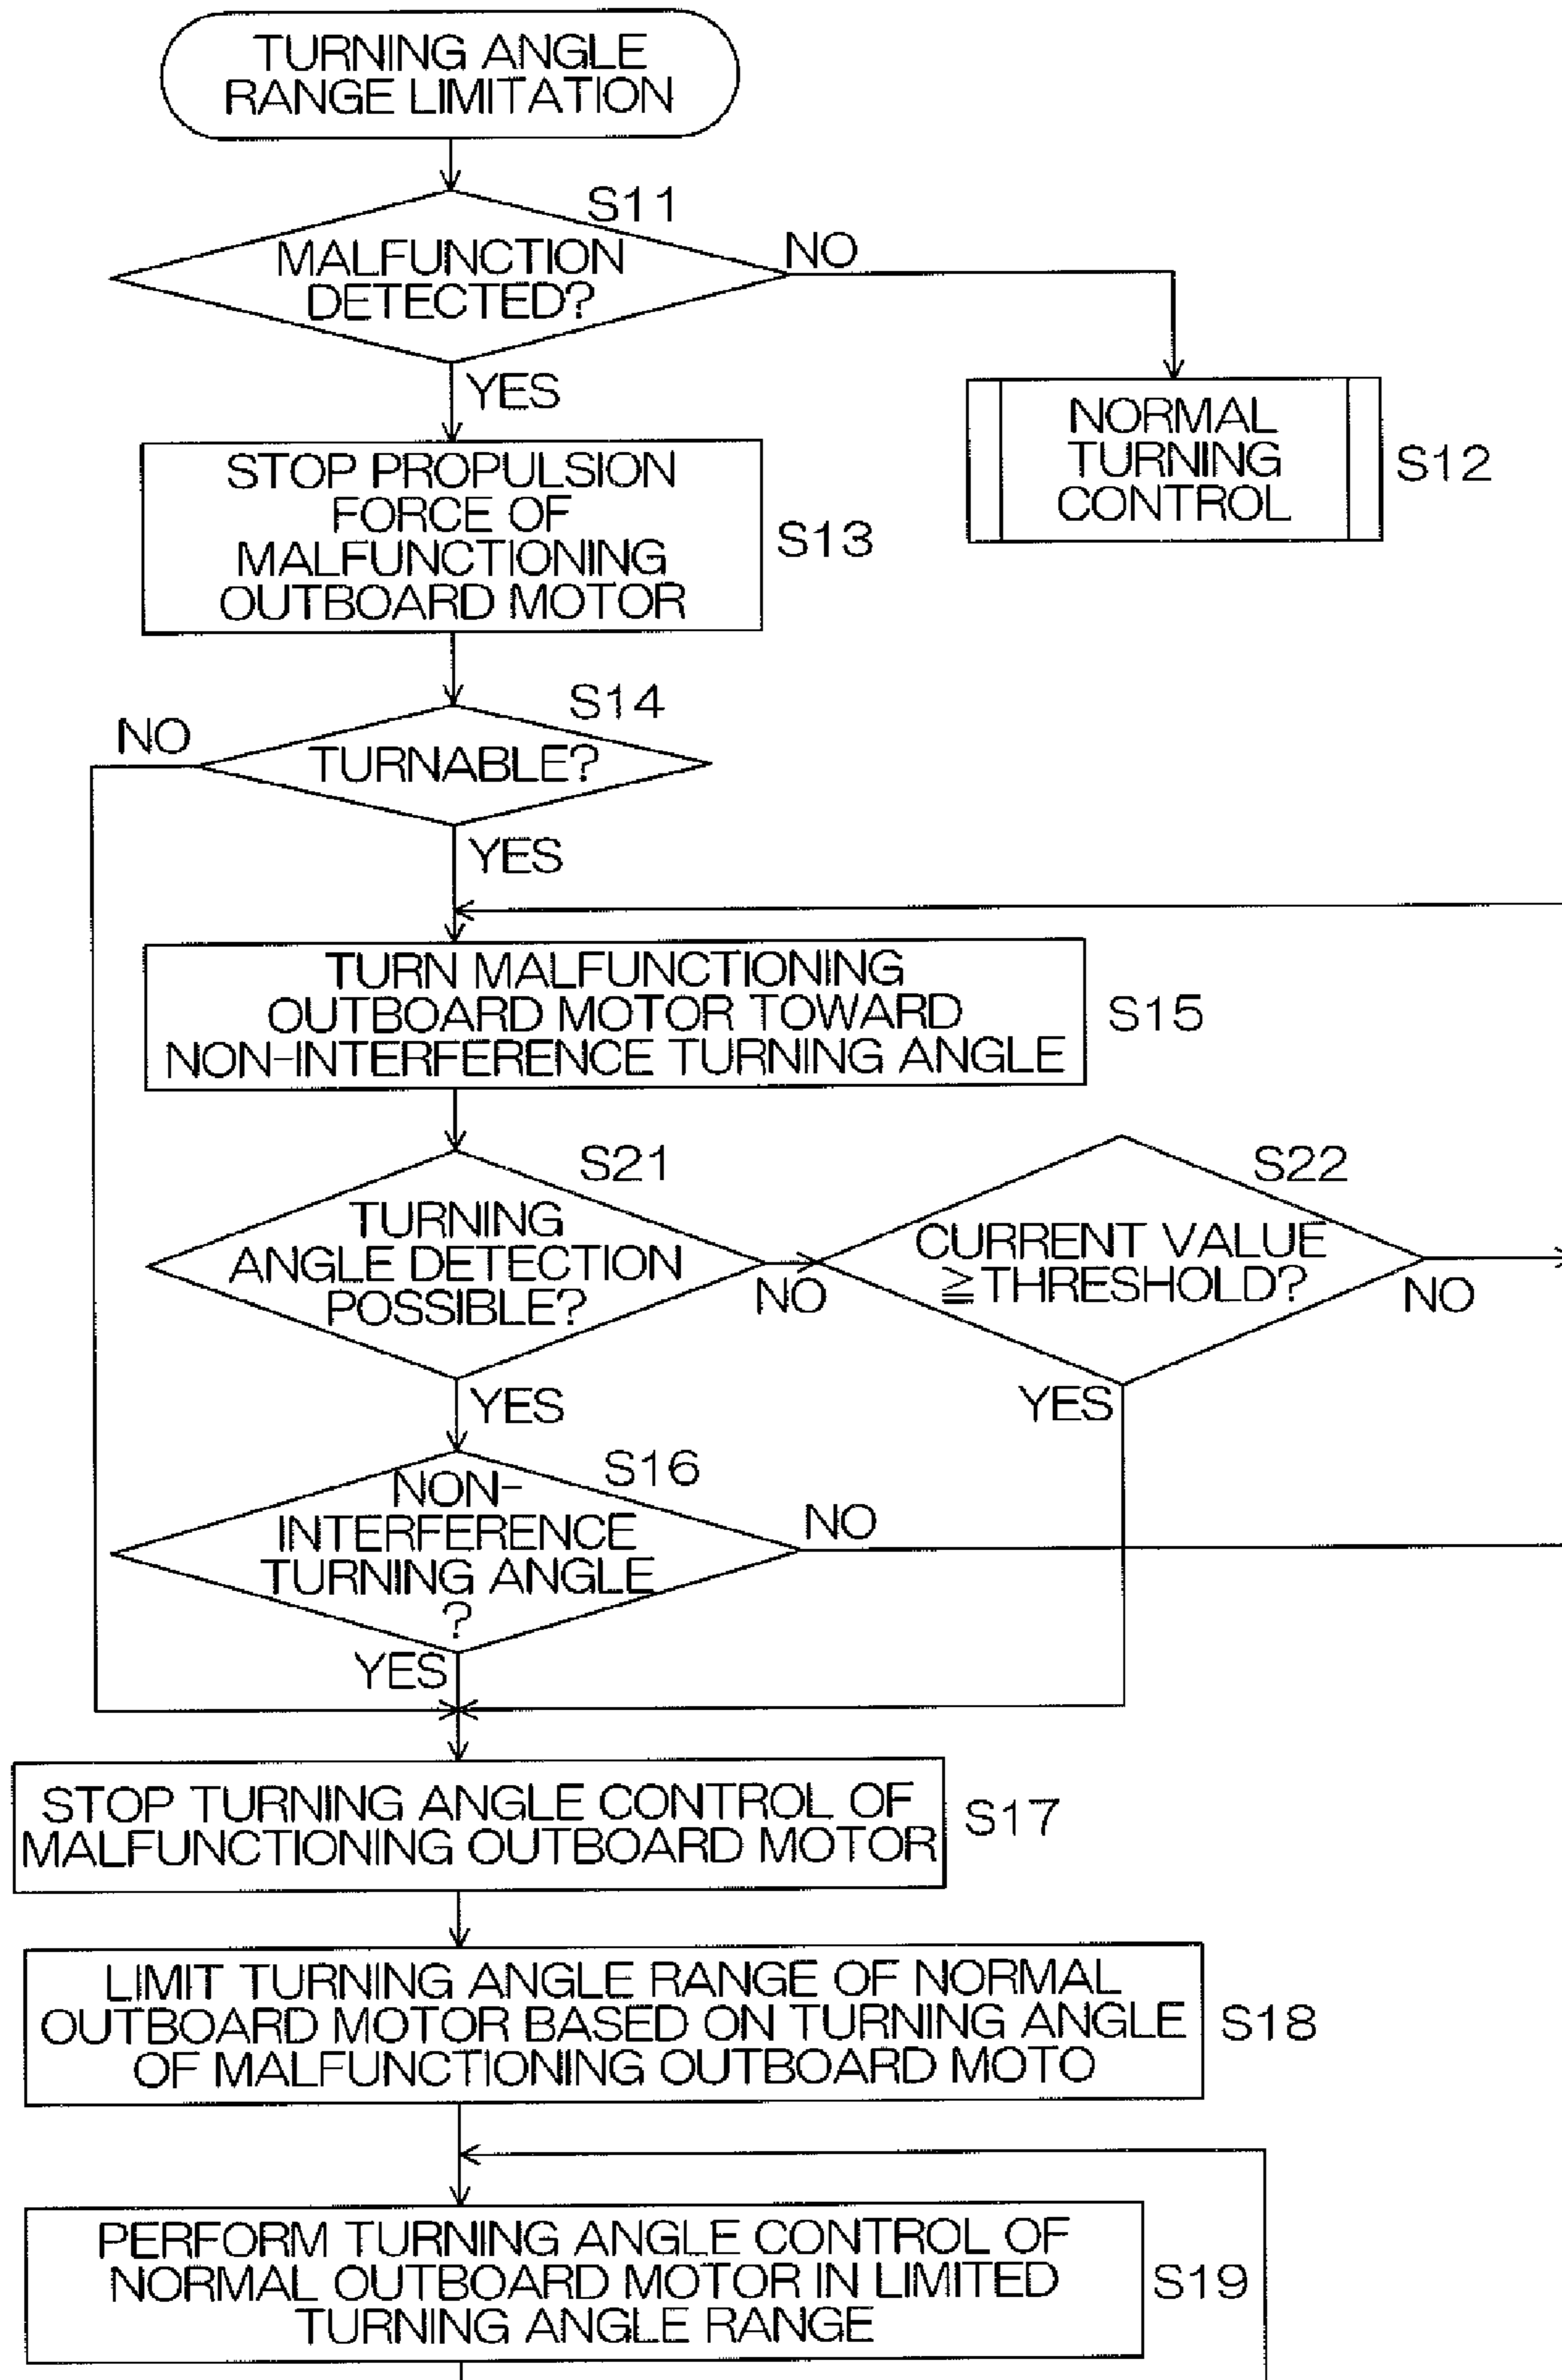 TURNING ANGLE
RANGE LIMITATION
S11
MALFUNCTION
DETECTED?
NO
YES
NORMAL
TURNING
CONTROL
S12
STOP PROPULSION
FORCE OF
MALFUNCTIONING
OUTBOARD MOTOR
S13
S14
NO
TURNABLE?
YES
TURN MALFUNCTIONING
OUTBOARD MOTOR TOWARD
NON-INTERFERENCE TURNING ANGLE
S15
S21
TURNING
ANGLE DETECTION
POSSIBLE?
NO
YES
S22
CURRENT VALUE
≧THRESHOLD?
NO
YES
S16
NON-
INTERFERENCE
TURNING ANGLE
?
NO
YES
STOP TURNING ANGLE CONTROL OF
MALFUNCTIONING OUTBOARD MOTOR
S17
LIMIT TURNING ANGLE RANGE OF NORMAL
OUTBOARD MOTOR BASED ON TURNING ANGLE
OF MALFUNCTIONING OUTBOARD MOTO
S18
PERFORM TURNING ANGLE CONTROL OF
NORMAL OUTBOARD MOTOR IN LIMITED
TURNING ANGLE RANGE
S19